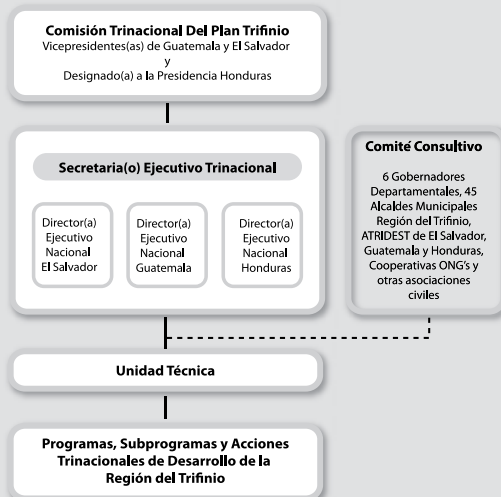 Comisión Trinacional Del Plan Trifinio
Vicepresidentes(as) de Guatemala y El Salvador
y
Designado(a) a la Presidencia Honduras
Secretaria(o) Ejecutivo Trinacional
Director(a)
Ejecutivo
Nacional
El Salvador
Director(a)
Ejecutivo
Nacional
Guatemala
Director(a)
Ejecutivo
Nacional
Honduras
Comité Consultivo
6 Gobernadores
Departamentales, 45
Alcaldes Municipales
Región del Trifinio,
ATRIDEST de El Salvador,
Guatemala y Honduras,
Cooperativas ONG's y
otras asociaciones
civiles
Unidad Técnica
Programas, Subprogramas y Acciones
Trinacionales de Desarrollo de la
Región del Trifinio